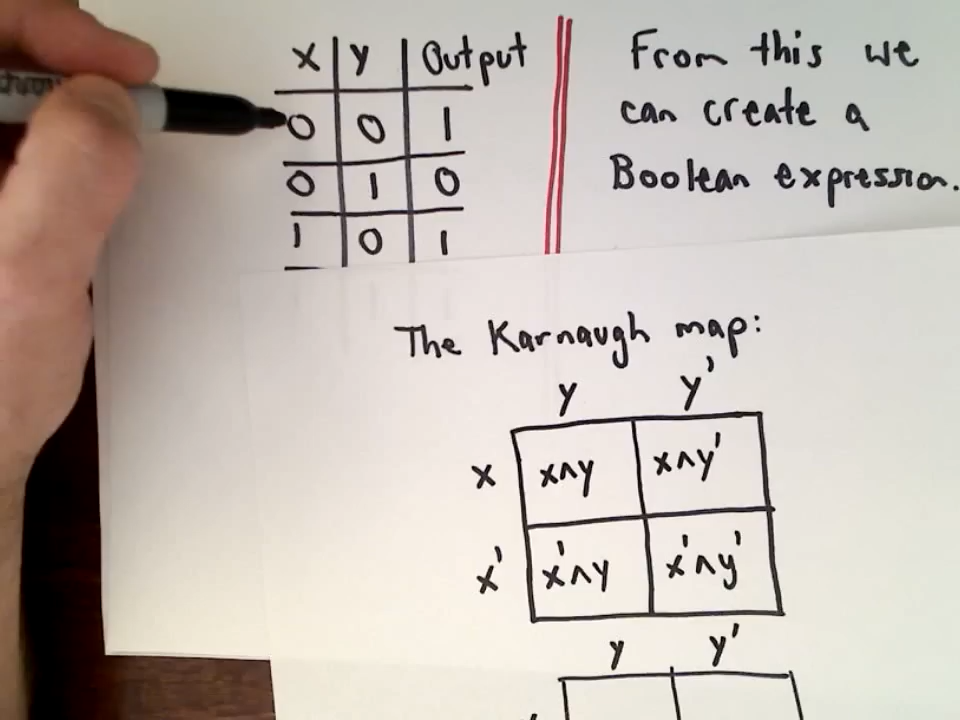 x y Output
0 0 1
0 1 0
1 0 1
From this we
can create a
Boolean expression.
The Karnaugh map:
y y'
x x∧y x∧y'
x' x'∧y x'∧y'
y y'